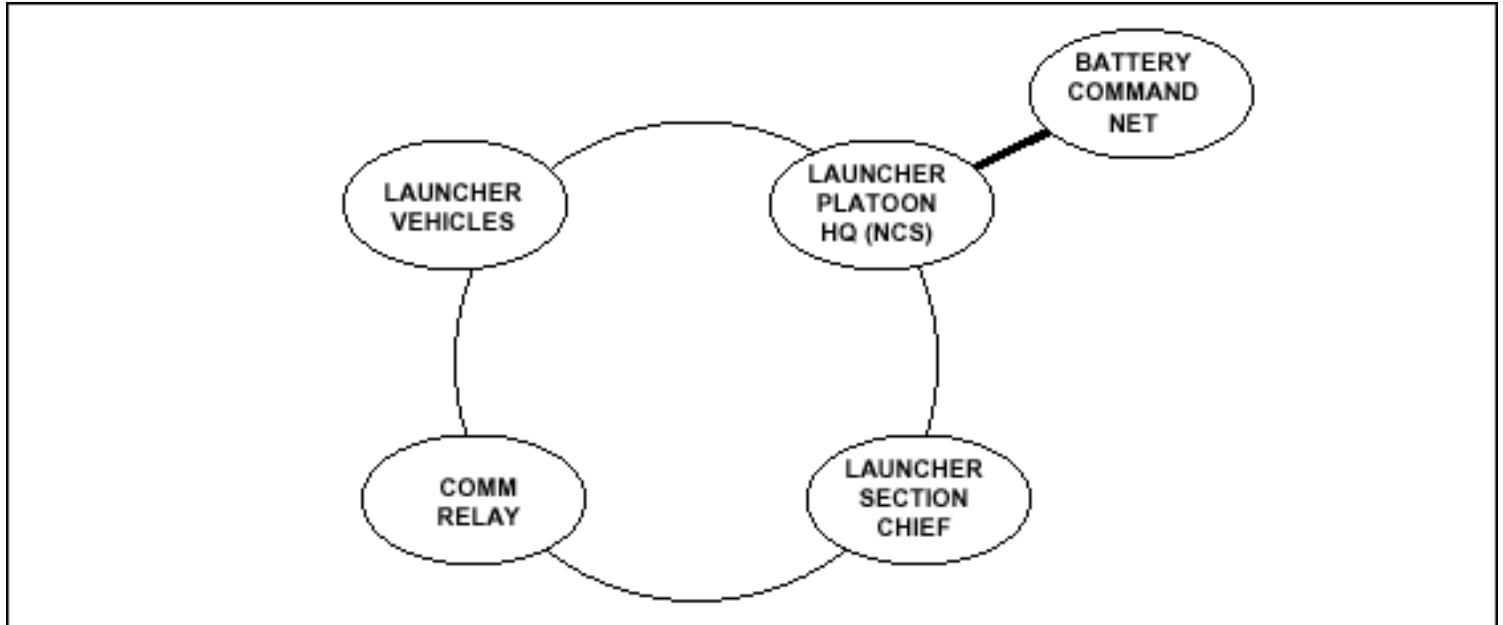 BATTERY
COMMAND
NET
LAUNCHER
VEHICLES
LAUNCHER
PLATOON
HQ (NCS)
COMM
RELAY
LAUNCHER
SECTION
CHIEF